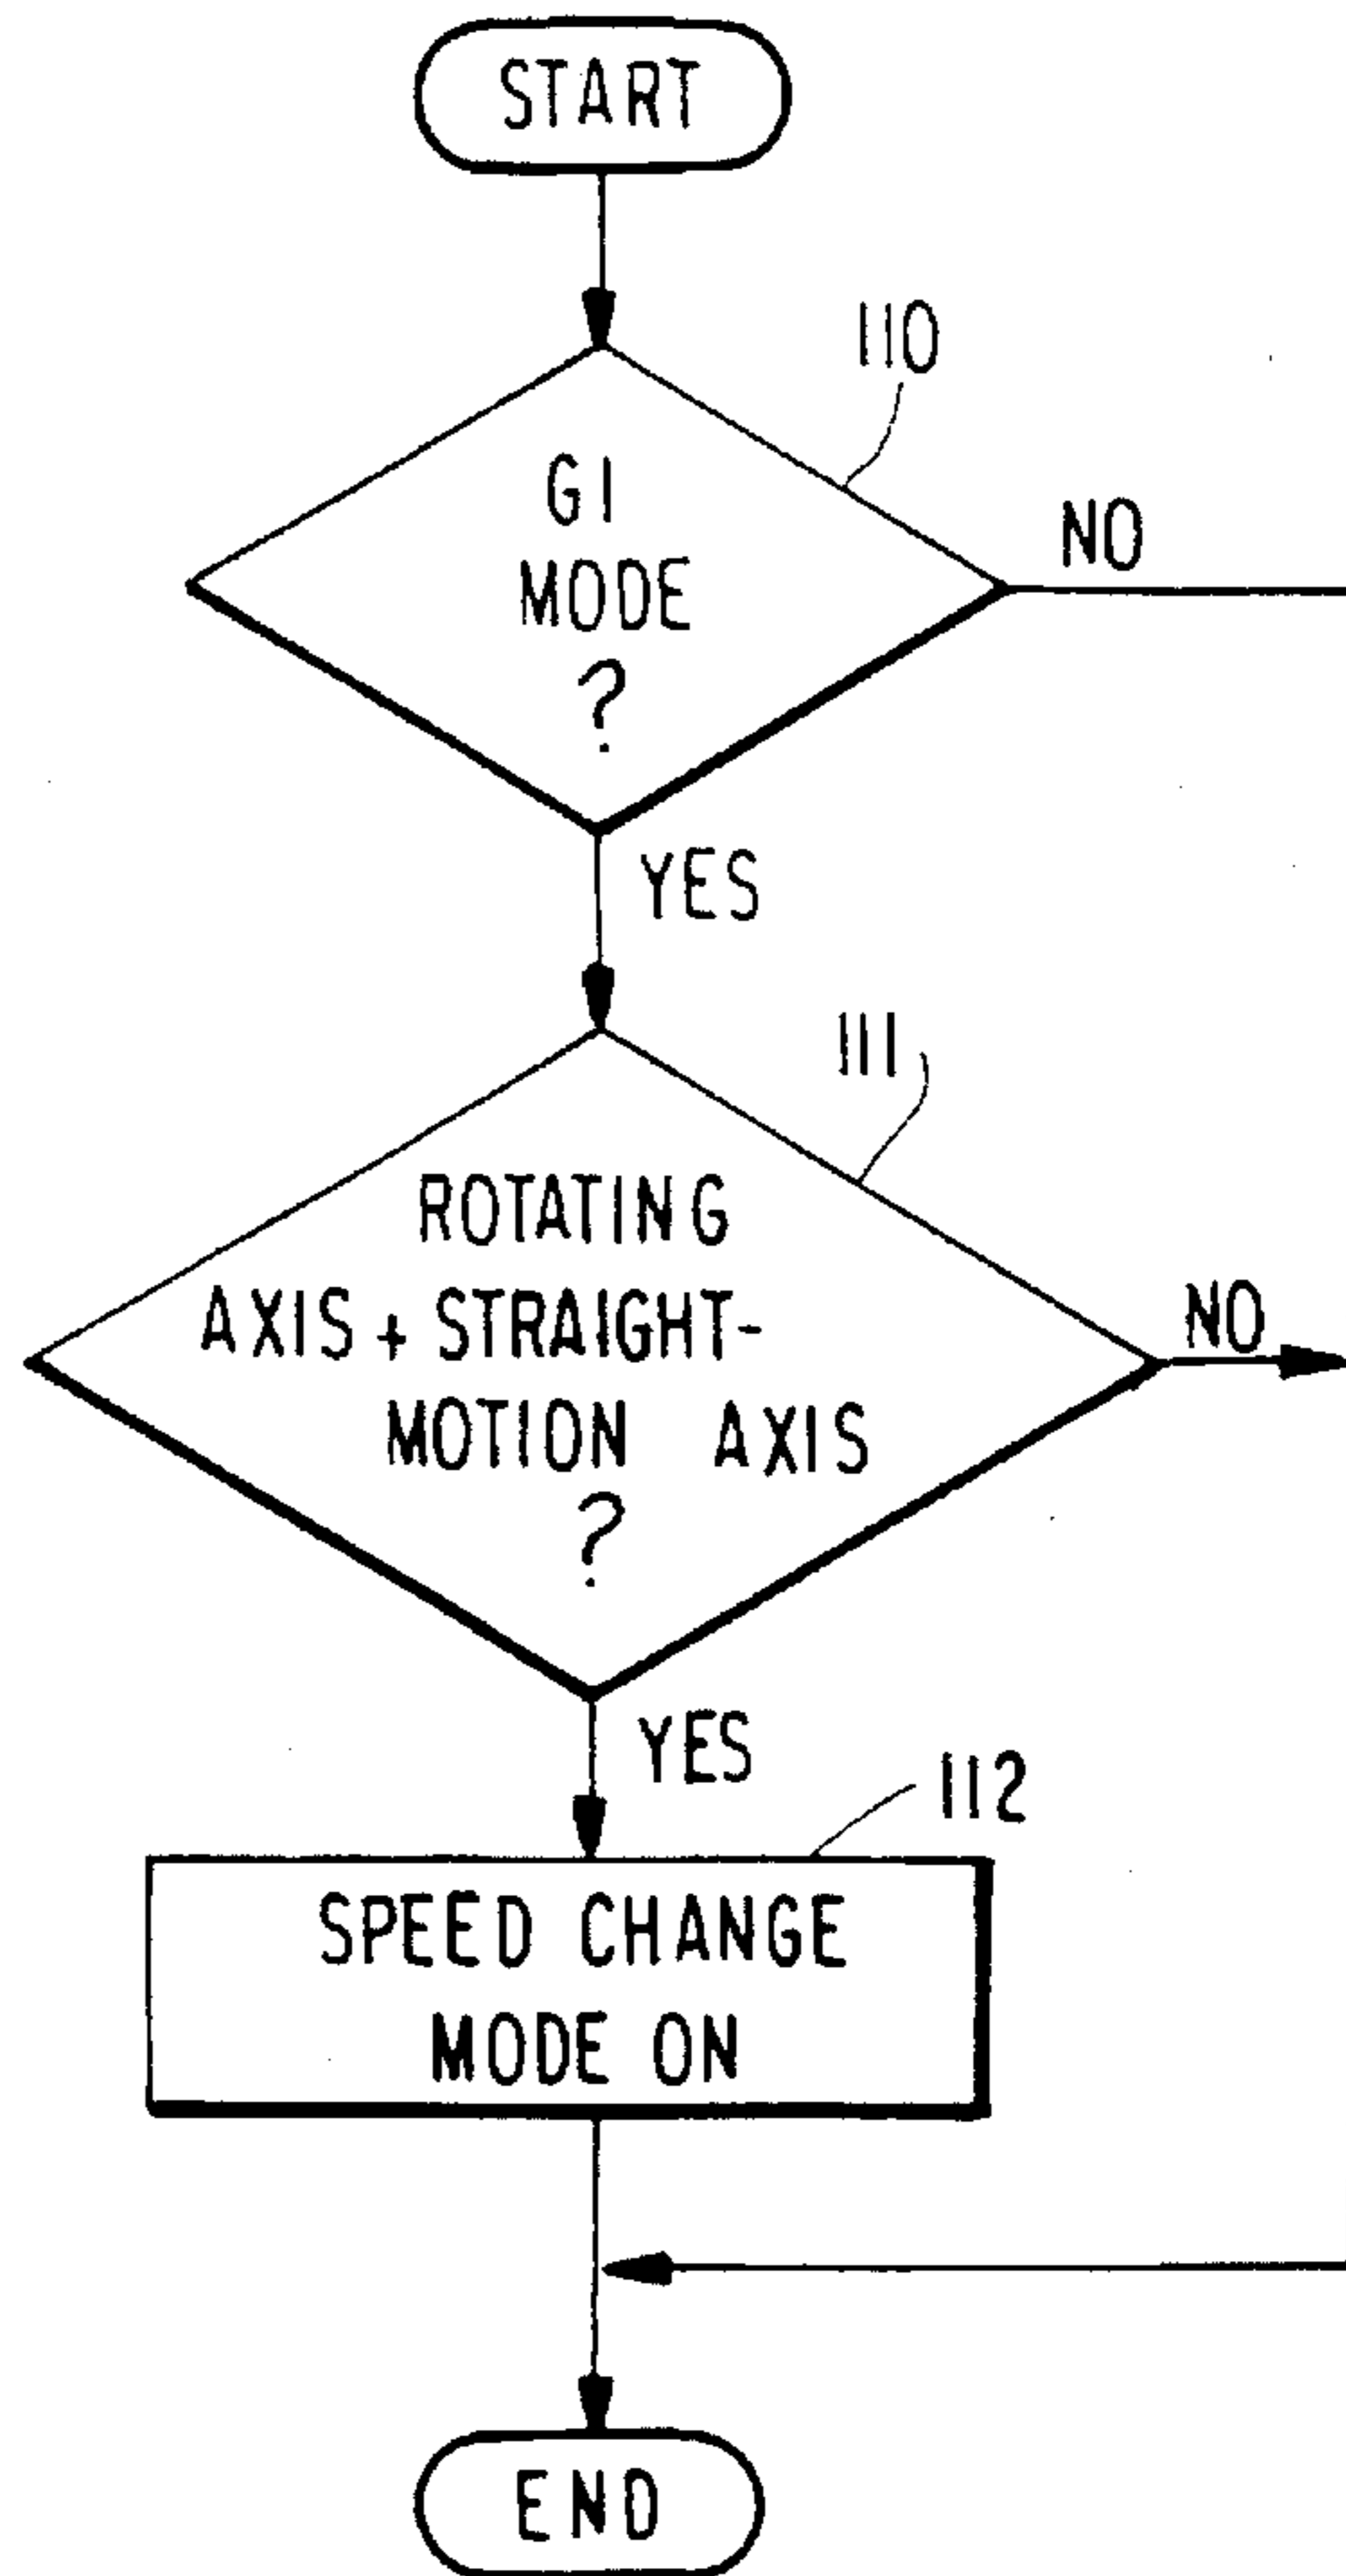 START
110
G1
MODE
?
NO
YES
111
ROTATING
AXIS + STRAIGHT-
MOTION AXIS
?
NO
YES
112
SPEED CHANGE
MODE ON
END